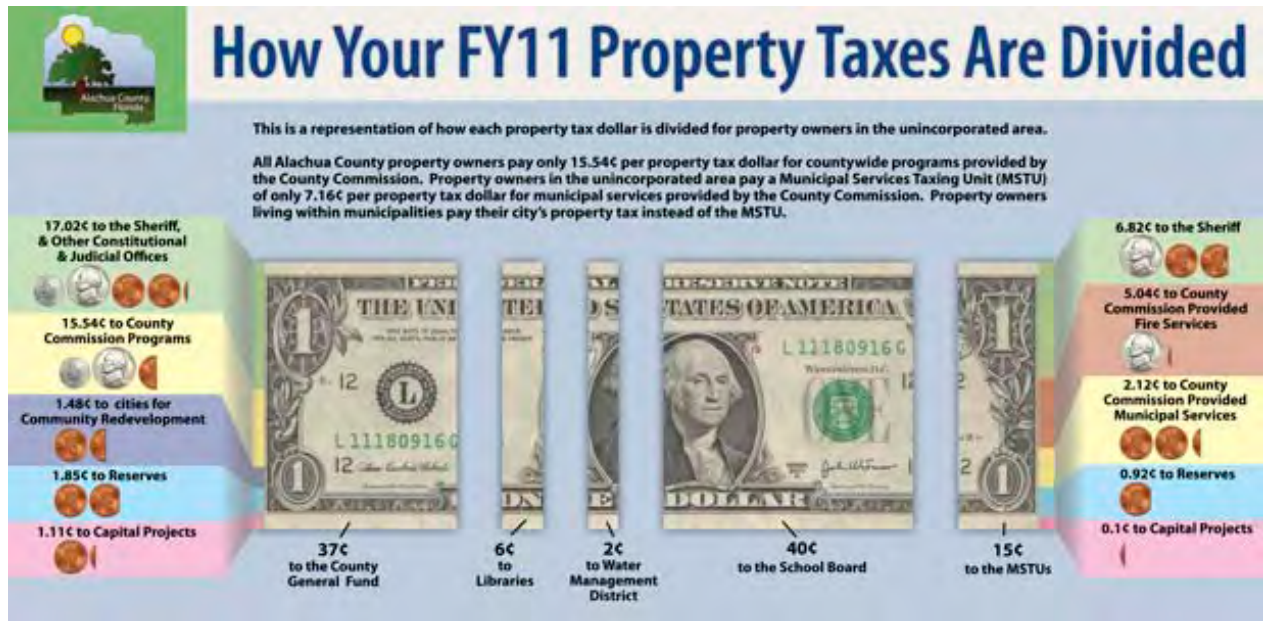 Alachua County
Florida
How Your FY11 Property Taxes Are Divided
This is a representation of how each property tax dollar is divided for property owners in the unincorporated area.
All Alachua County property owners pay only 15.54¢ per property tax dollar for countywide programs provided by
the County Commission. Property owners in the unincorporated area pay a Municipal Services Taxing Unit (MSTU)
of only 7.16¢ per property tax dollar for municipal services provided by the County Commission. Property owners
living within municipalities pay their city's property tax instead of the MSTU.
17.02¢ to the Sheriff,
& Other Constitutional
& Judicial Offices
15.54¢ to County
Commission Programs
1.48¢ to cities for
Community Redevelopment
1.85¢ to Reserves
1.11¢ to Capital Projects
FEDERAL RESERVE NOTE
THE UNITED STATES OF AMERICA
L 11180916 G
12
L
L 11180916 G
12
1
1
1
1
ONE DOLLAR
37¢
to the County
General Fund
6¢
to
Libraries
2¢
to Water
Management
District
40¢
to the School Board
15¢
to the MSTUs
6.82¢ to the Sheriff
5.04¢ to County
Commission Provided
Fire Services
2.12¢ to County
Commission Provided
Municipal Services
0.92¢ to Reserves
0.1¢ to Capital Projects